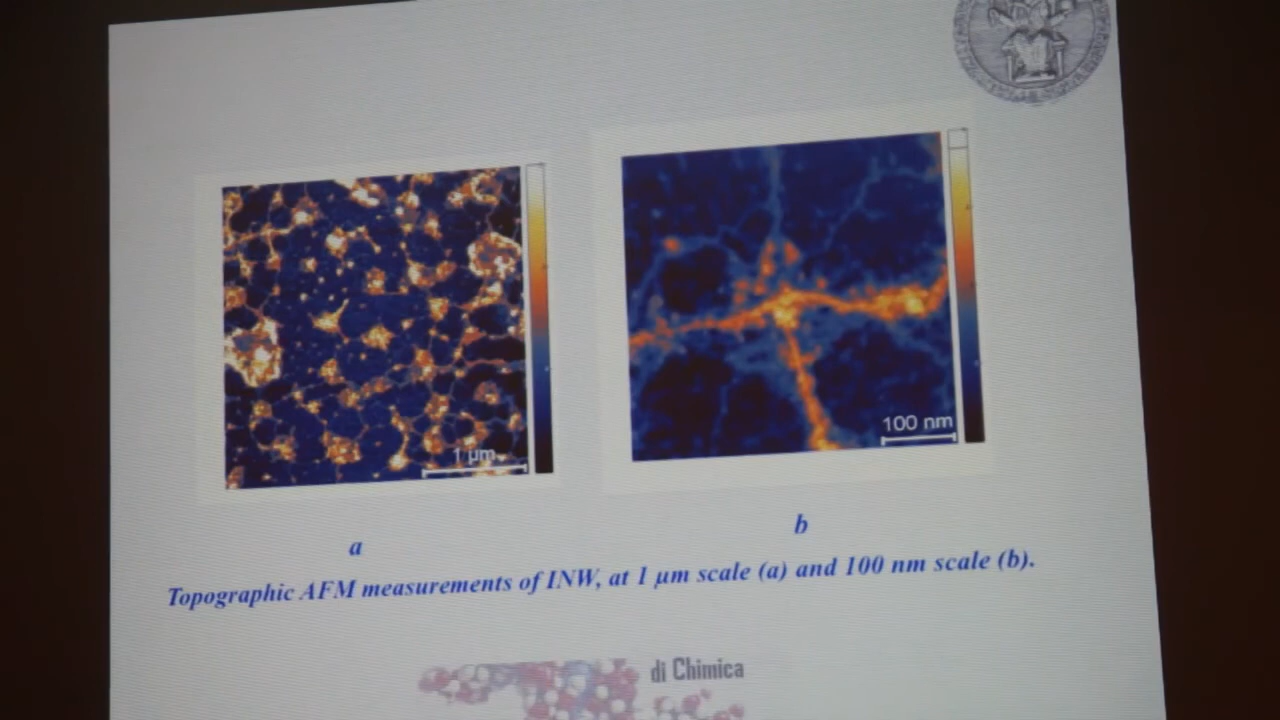 1 μm
100 nm
a
b
Topographic AFM measurements of INW, at 1 μm scale (a) and 100 nm scale (b).
di Chimica